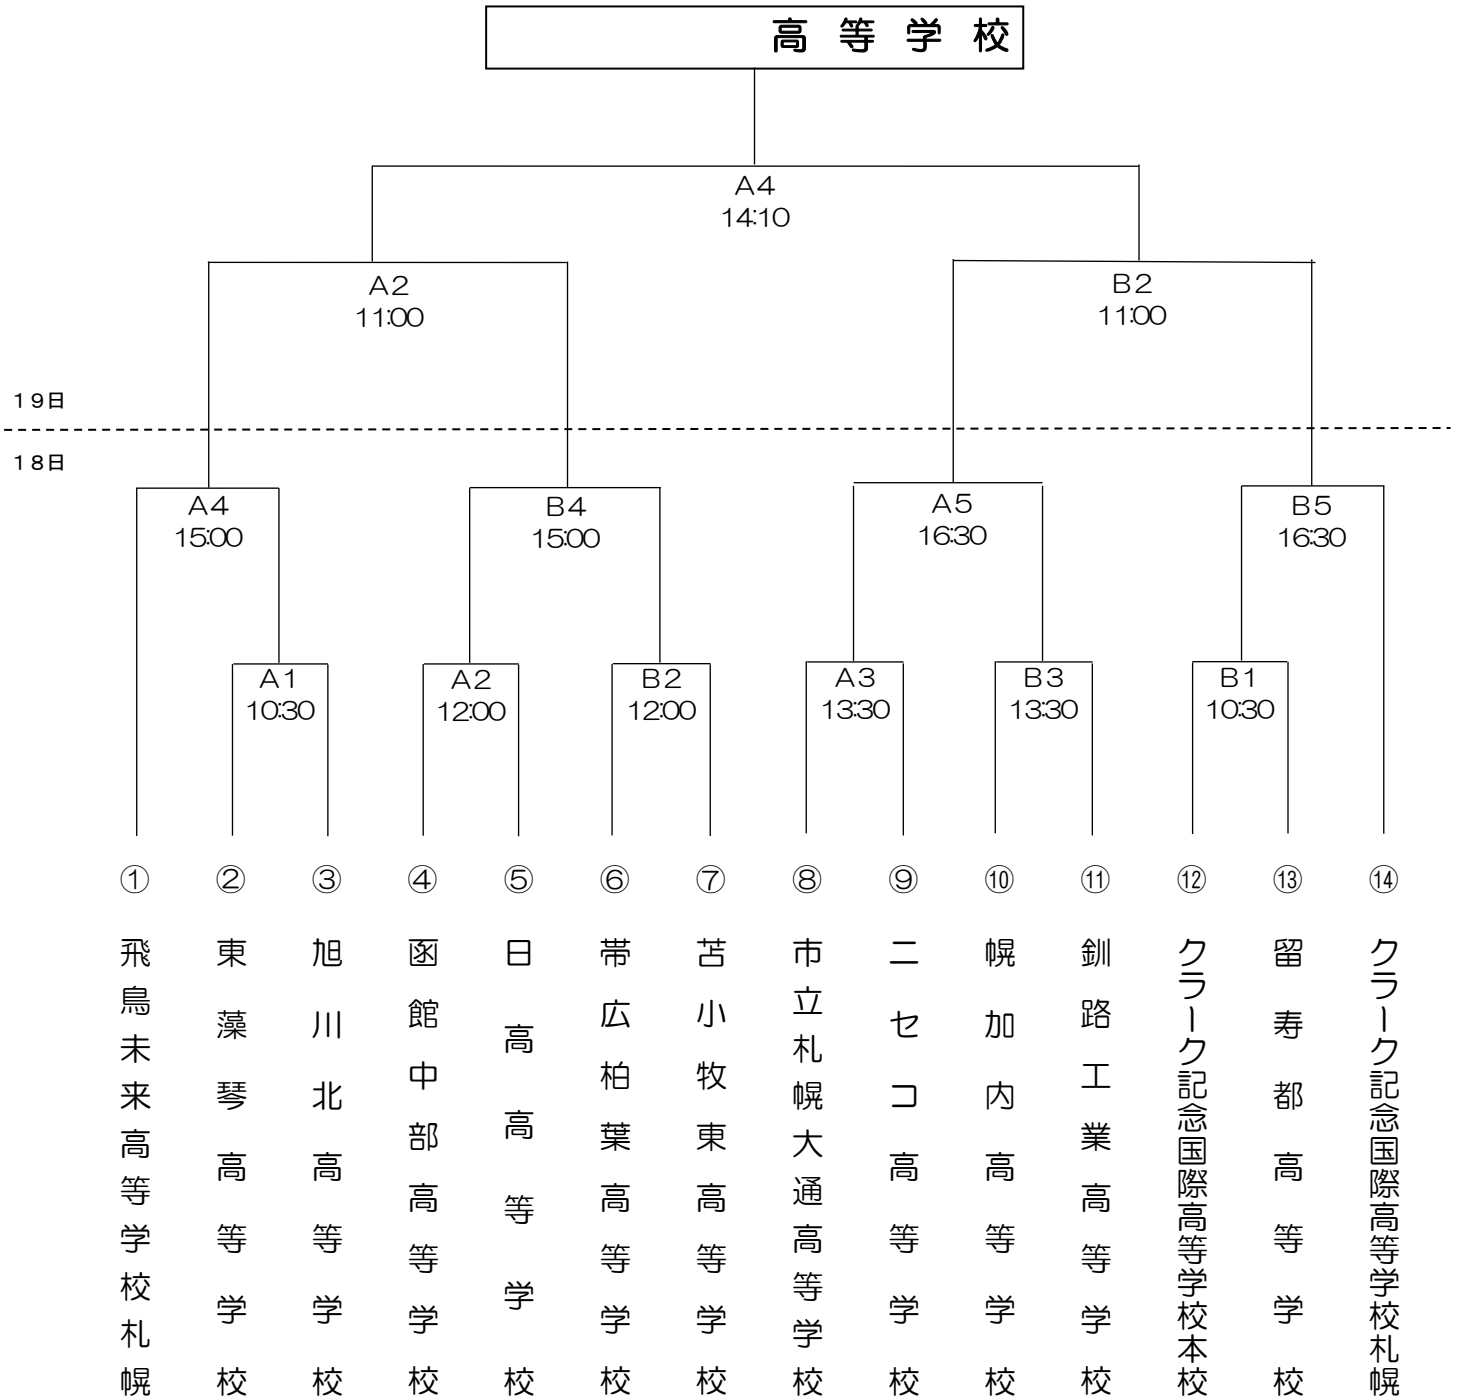 高等学校
A4
14:10
A2
11:00
B2
11:00
19日
18日
A4
15:00
B4
15:00
A5
16:30
B5
16:30
A1
10:30
A2
12:00
B2
12:00
A3
13:30
B3
13:30
B1
10:30
① 飛鳥未来高等学校札幌
② 東藻琴高等学校
③ 旭川北高等学校
④ 函館中部高等学校
⑤ 日高高等学校
⑥ 帯広柏葉高等学校
⑦ 苫小牧東高等学校
⑧ 市立札幌大通高等学校
⑨ ニセコ高等学校
⑩ 幌加内高等学校
⑪ 釧路工業高等学校
⑫ クラーク記念国際高等学校本校
⑬ 留寿都高等学校
⑭ クラーク記念国際高等学校札幌